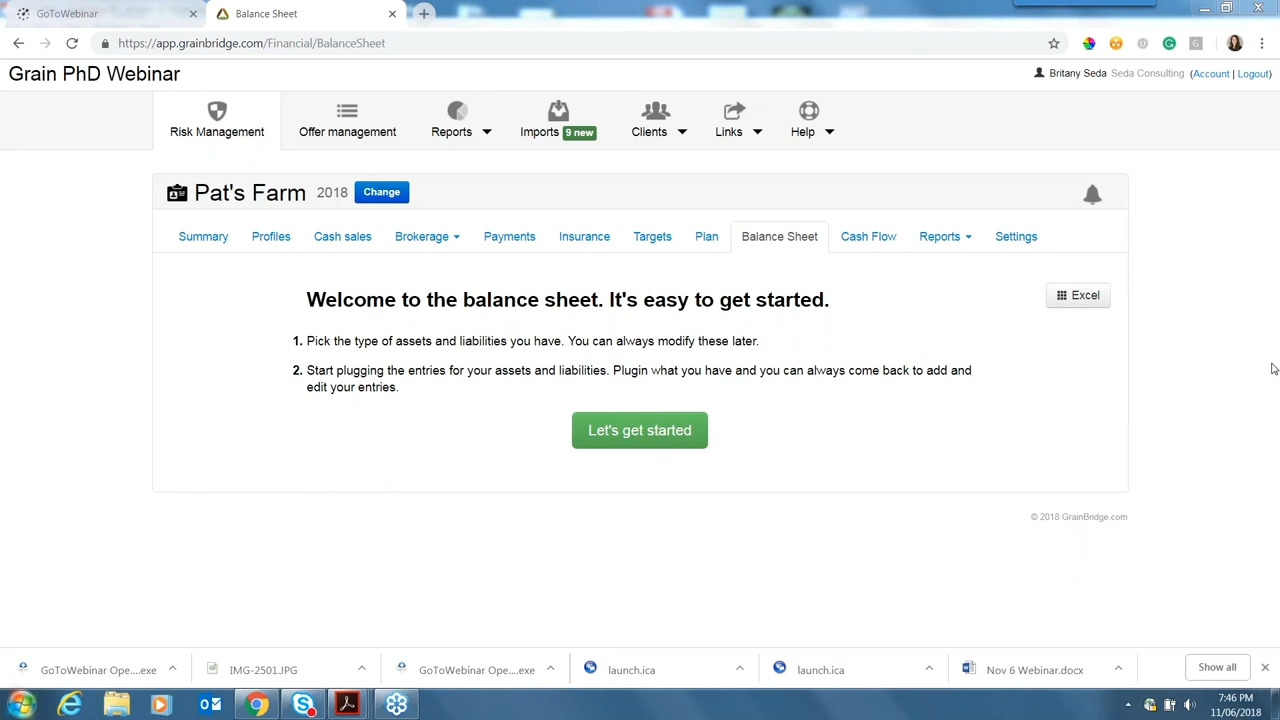 GoToWebinar
Balance Sheet
https://app.grainbridge.com/Financial/BalanceSheet
Grain PhD Webinar
Britany Seda Seda Consulting (Account | Logout)
Risk Management
Offer management
Reports
Imports 9 new
Clients
Links
Help
Pat's Farm 2018 Change
Summary Profiles Cash sales Brokerage Payments Insurance Targets Plan Balance Sheet Cash Flow Reports Settings
Welcome to the balance sheet. It's easy to get started.
Excel
1. Pick the type of assets and liabilities you have. You can always modify these later.
2. Start plugging the entries for your assets and liabilities. Plugin what you have and you can always come back to add and
edit your entries.
Let's get started
© 2018 GrainBridge.com
GoToWebinar Ope....exe
IMG-2501.JPG
GoToWebinar Ope....exe
launch.ica
launch.ica
Nov 6 Webinar.docx
Show all
7:46 PM
11/06/2018